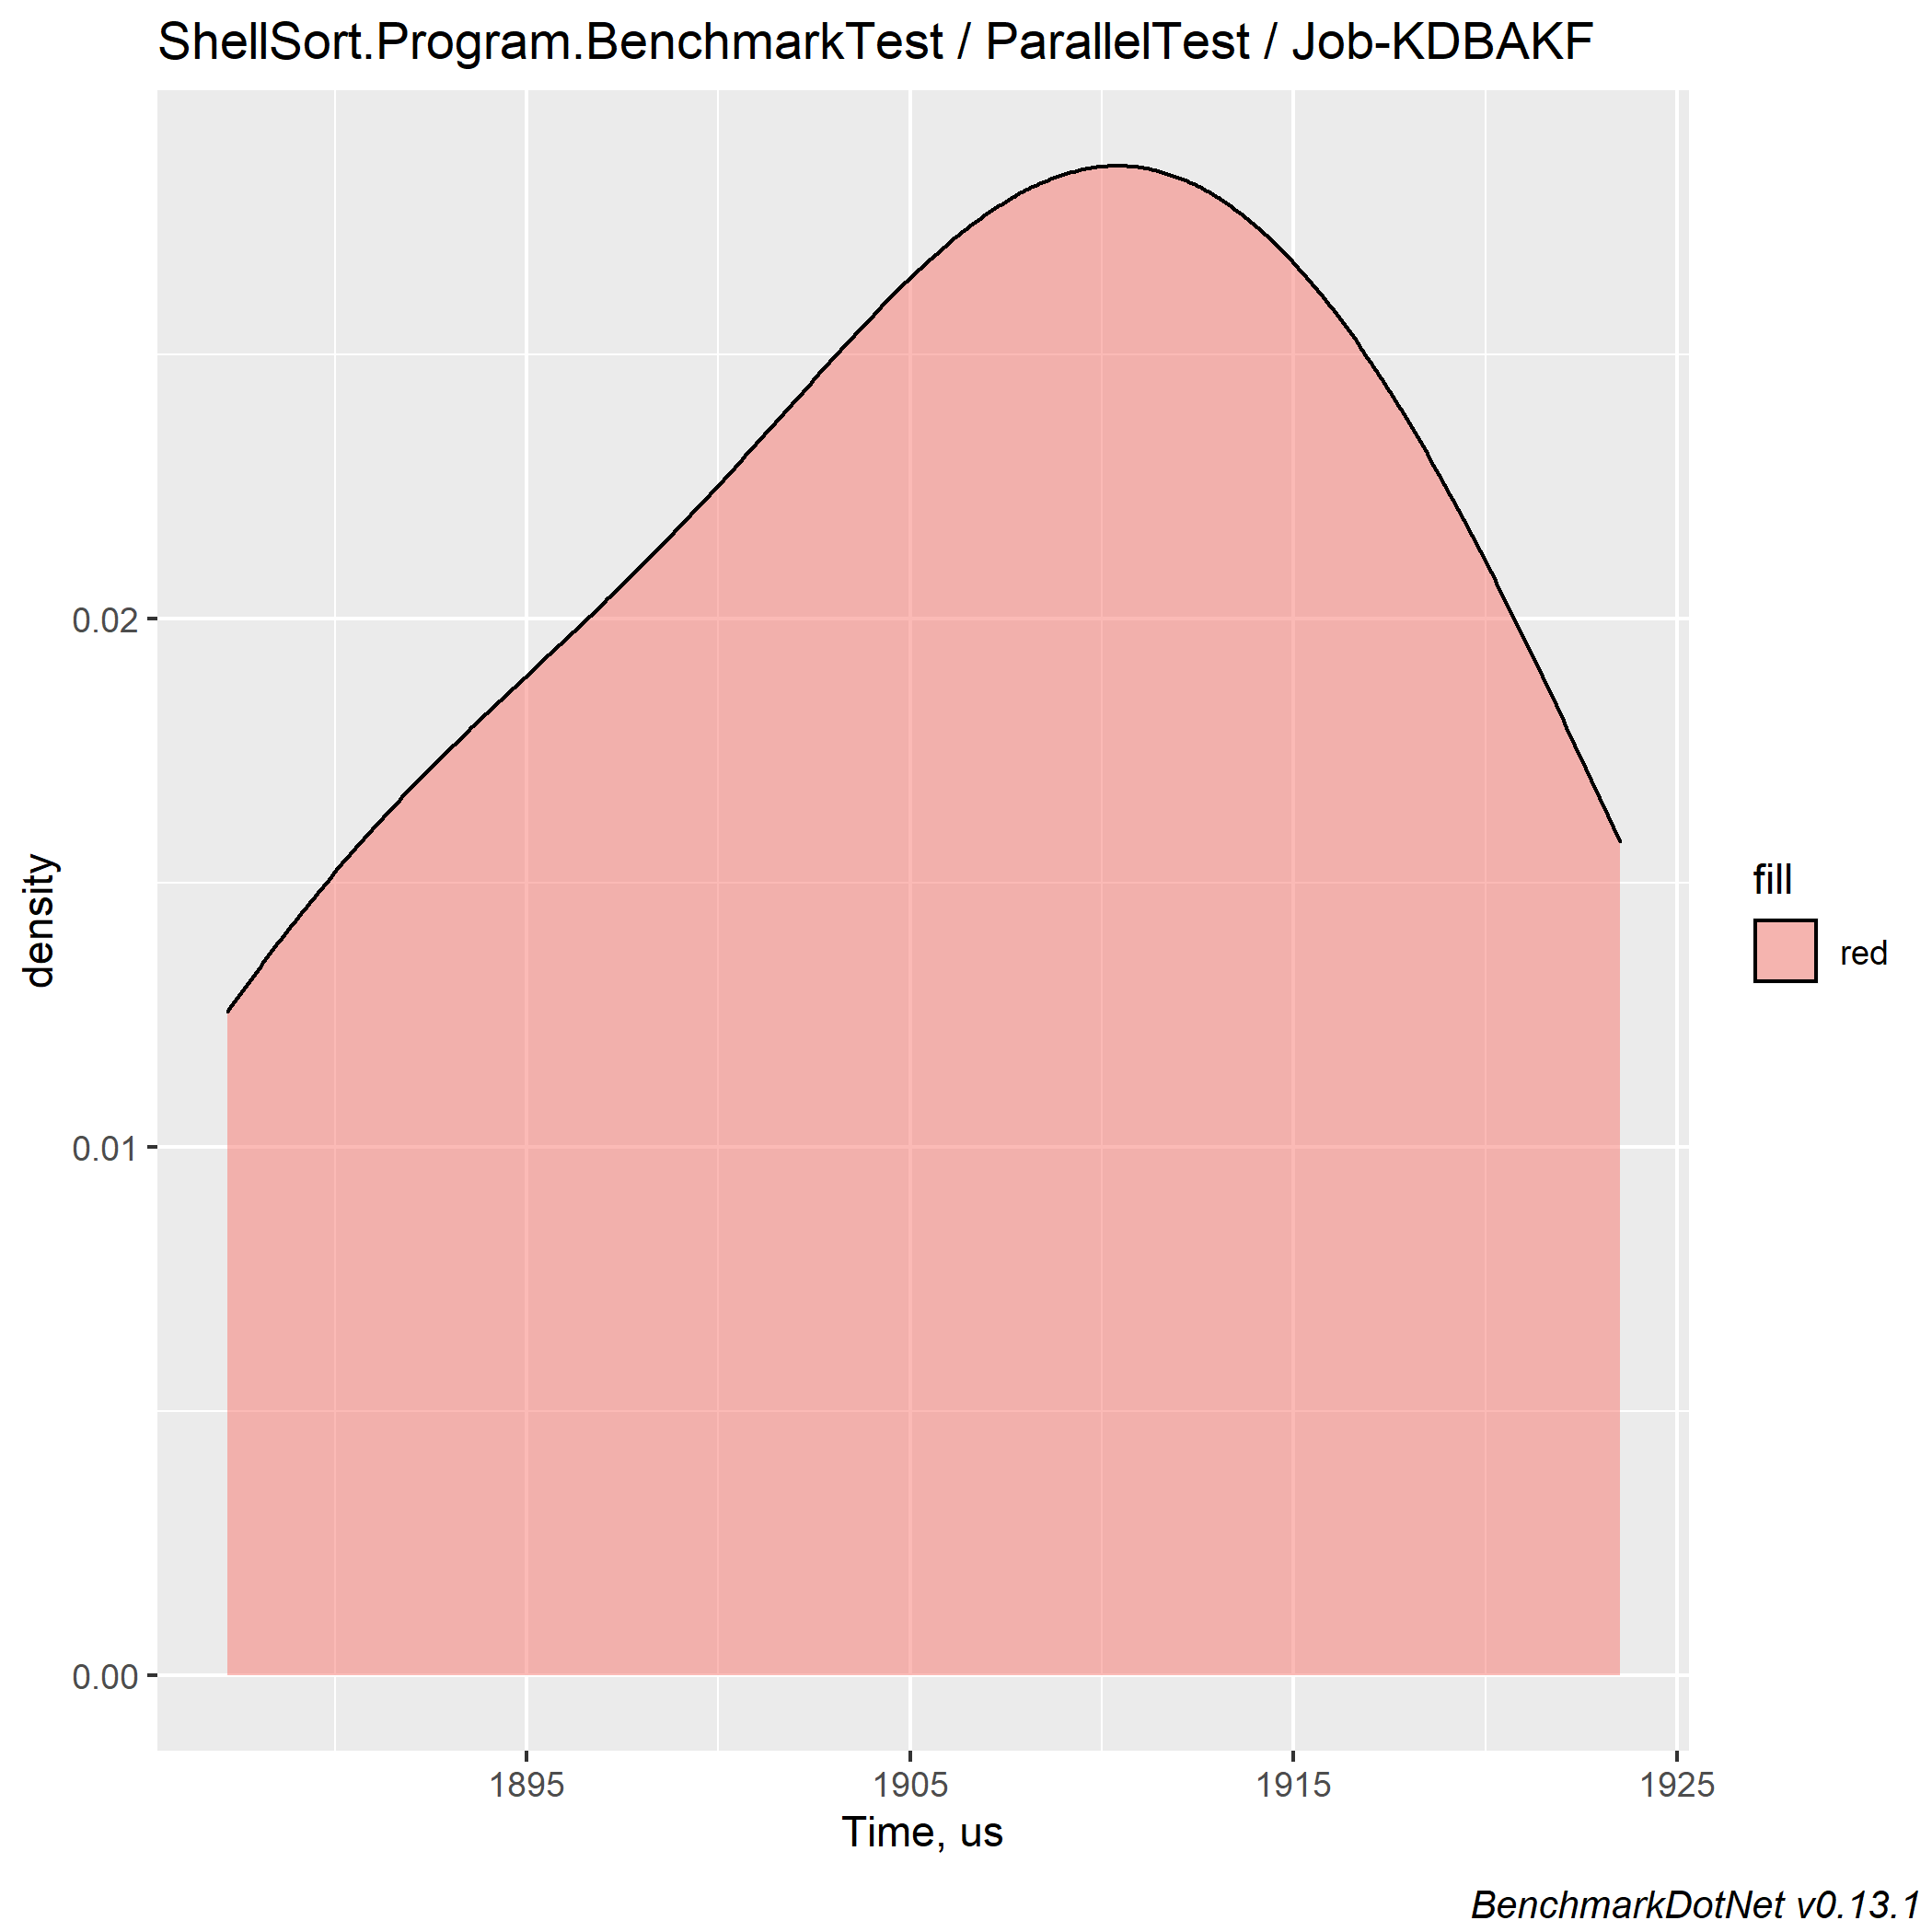 ShellSort.Program.BenchmarkTest / ParallelTest / Job-KDBAKF
density
0.02
0.01
0.00
1895 1905 1915 1925
Time, us
fill
red
BenchmarkDotNet v0.13.1